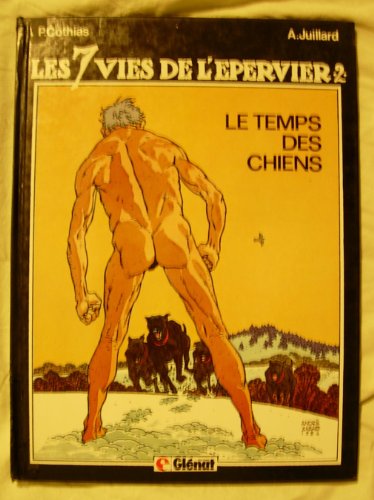 P. Cothias A. Juillard
LES 7 VIES DE L'EPERVIER 2
LE TEMPS
DES
CHIENS
Glénat